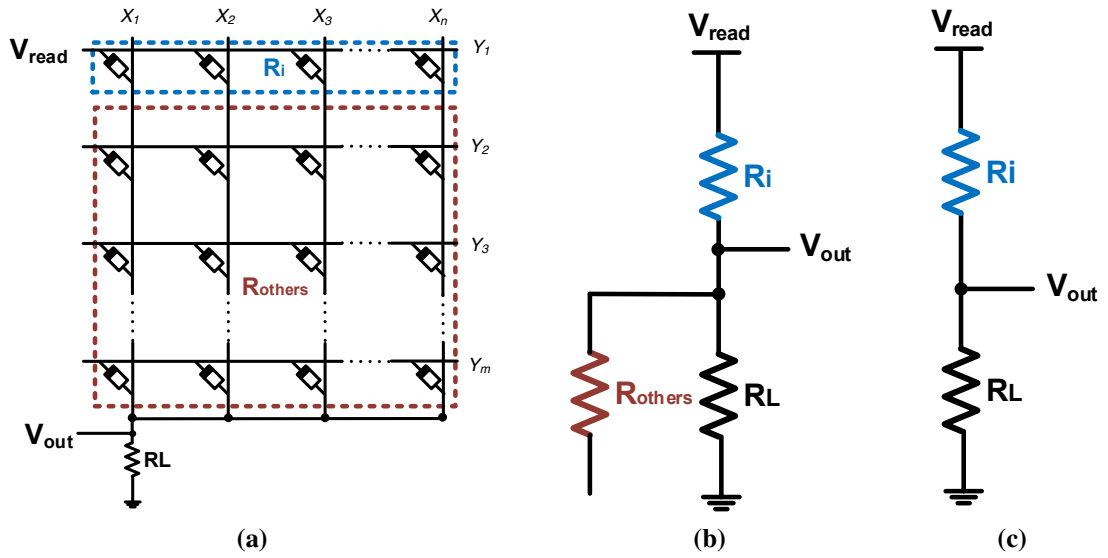 X1 X2 X3 Xn
Vread
Y1
Ri
Y2
Y3
Rothers
Ym
Vout
RL
(a)
Vread
Ri
Vout
Rothers
RL
(b)
Vread
Ri
Vout
RL
(c)